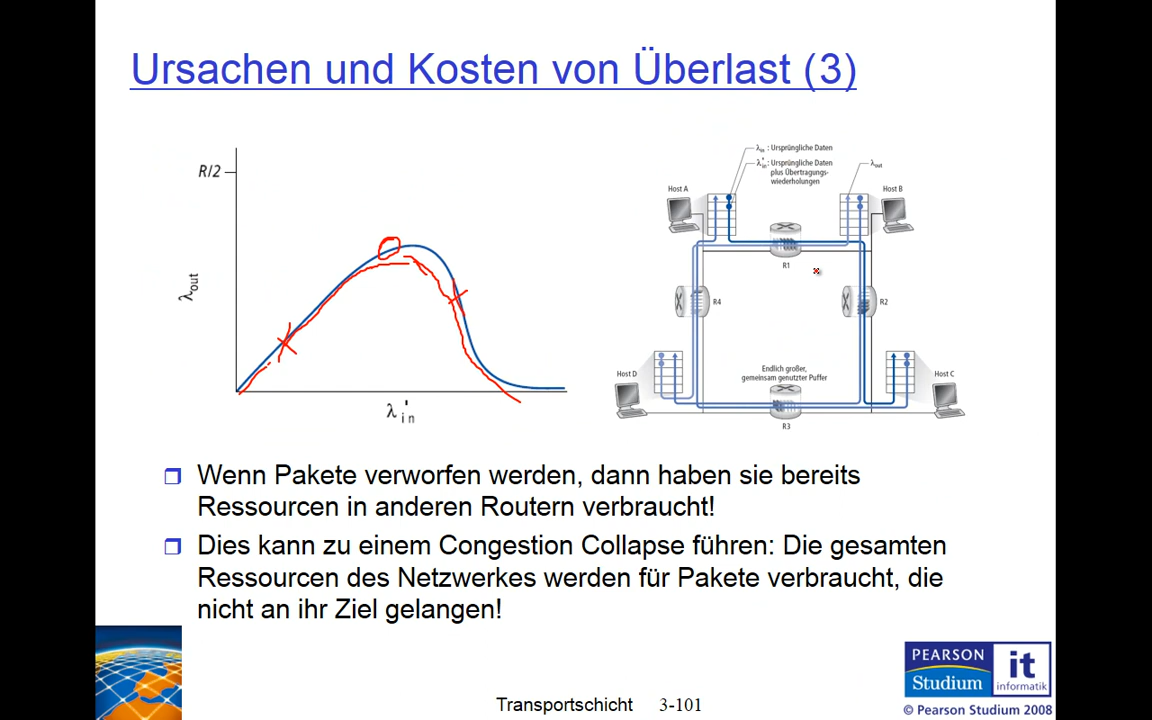 Ursachen und Kosten von Überlast (3)
R/2
λout
λ'in
λin : Ursprüngliche Daten
λ'in: Ursprüngliche Daten
plus Übertragungs-
wiederholungen
λout
Host A
Host B
R1
R4
R2
Host D
Endlich großer,
gemeinsam genutzter Puffer
Host C
R3
Wenn Pakete verworfen werden, dann haben sie bereits
Ressourcen in anderen Routern verbraucht!
Dies kann zu einem Congestion Collapse führen: Die gesamten
Ressourcen des Netzwerkes werden für Pakete verbraucht, die
nicht an ihr Ziel gelangen!
PEARSON
Studium
it
informatik
Transportschicht 3-101
© Pearson Studium 2008